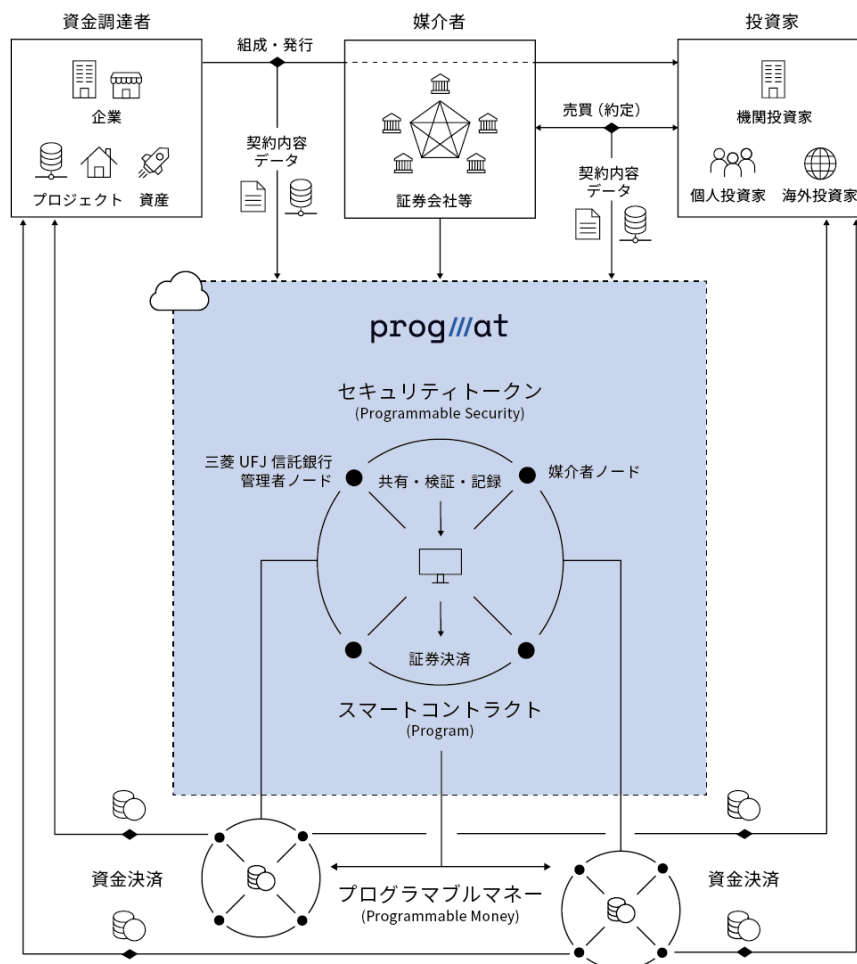 資金調達者
媒介者
投資家
組成・発行
企業
プロジェクト
資産
契約内容
データ
証券会社等
売買（約定）
契約内容
データ
機関投資家
個人投資家
海外投資家
prog///at
セキュリティトークン
(Programmable Security)
三菱 UFJ 信託銀行
管理者ノード
共有・検証・記録
媒介者ノード
証券決済
スマートコントラクト
(Program)
資金決済
プログラマブルマネー
(Programmable Money)
資金決済